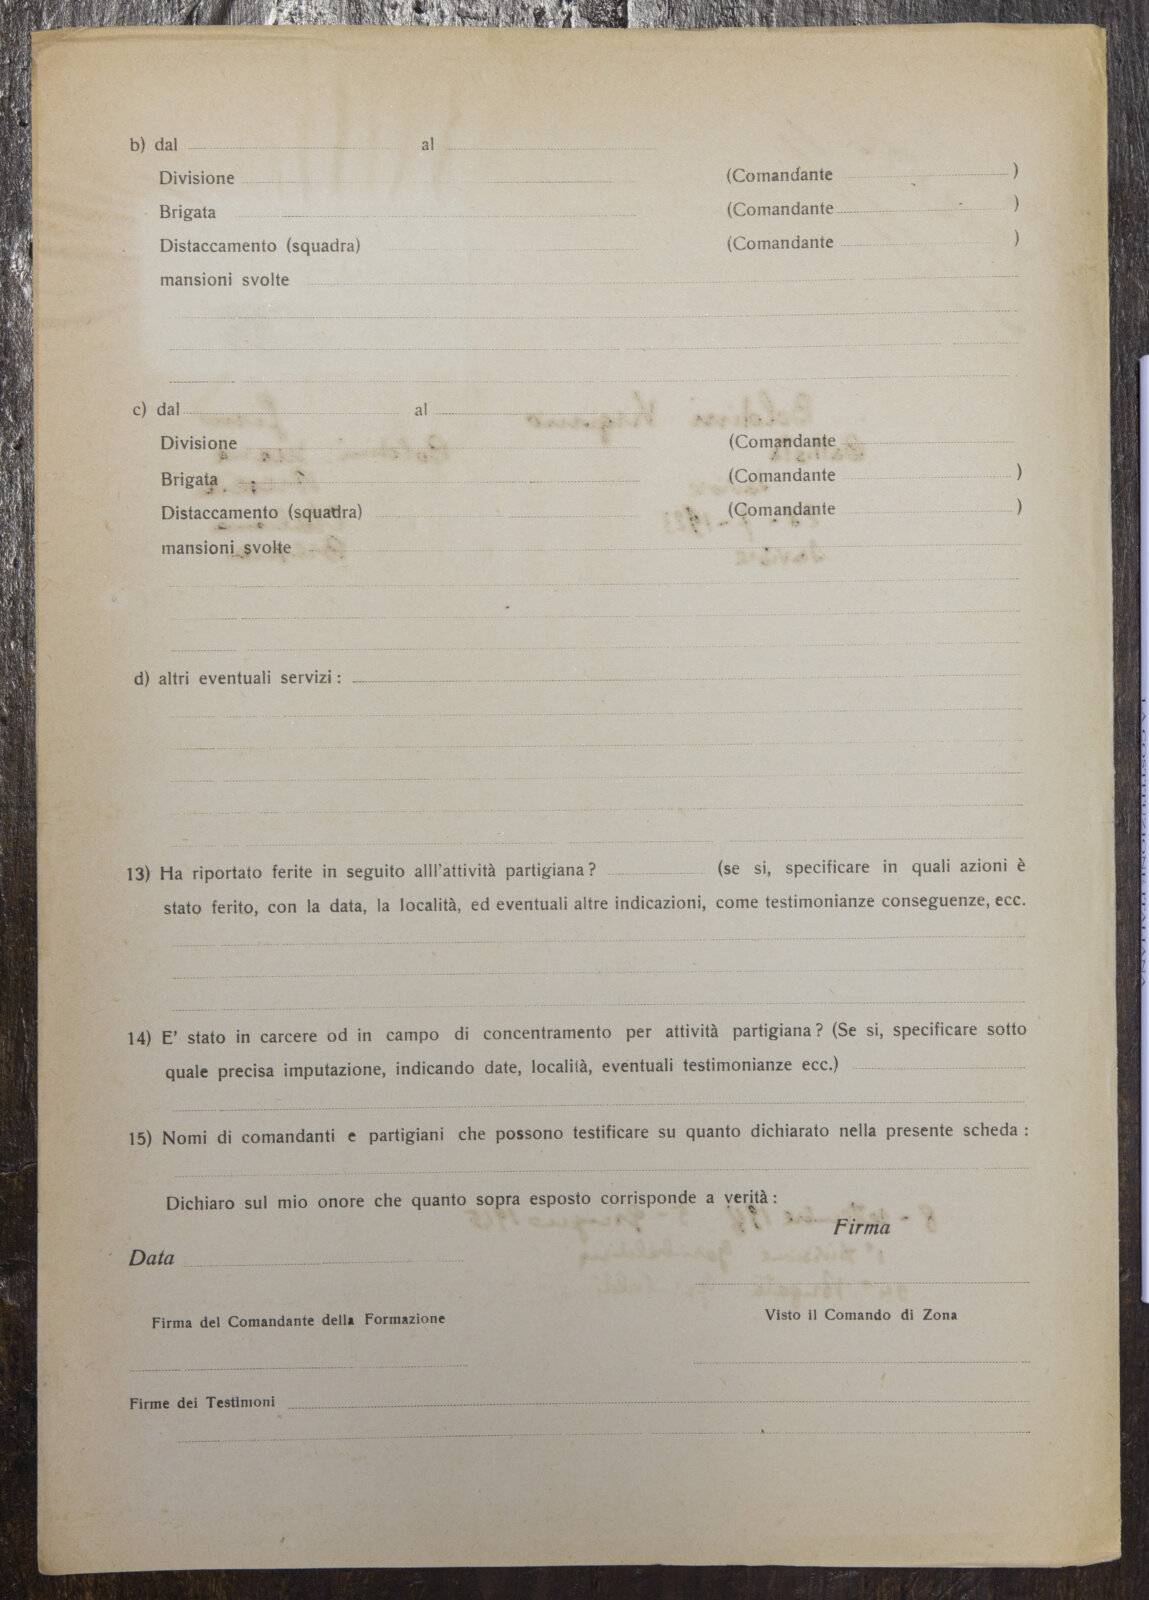 b) dal al
Divisione (Comandante )
Brigata (Comandante )
Distaccamento (squadra) (Comandante )
mansioni svolte
c) dal al
Divisione (Comandante
Brigata (Comandante )
Distaccamento (squadra) (Comandante )
mansioni svolte
d) altri eventuali servizi :
13) Ha riportato ferite in seguito alll'attività partigiana ? (se si, specificare in quali azioni è
stato ferito, con la data, la località, ed eventuali altre indicazioni, come testimonianze conseguenze, ecc.
14) E' stato in carcere od in campo di concentramento per attività partigiana ? (Se si, specificare sotto
quale precisa imputazione, indicando date, località, eventuali testimonianze ecc.)
15) Nomi di comandanti e partigiani che possono testificare su quanto dichiarato nella presente scheda :
Dichiaro sul mio onore che quanto sopra esposto corrisponde a verità :
Firma
Data
Firma del Comandante della Formazione Visto il Comando di Zona
Firme dei Testimoni
LA COSTITUZIONE ITALIANA